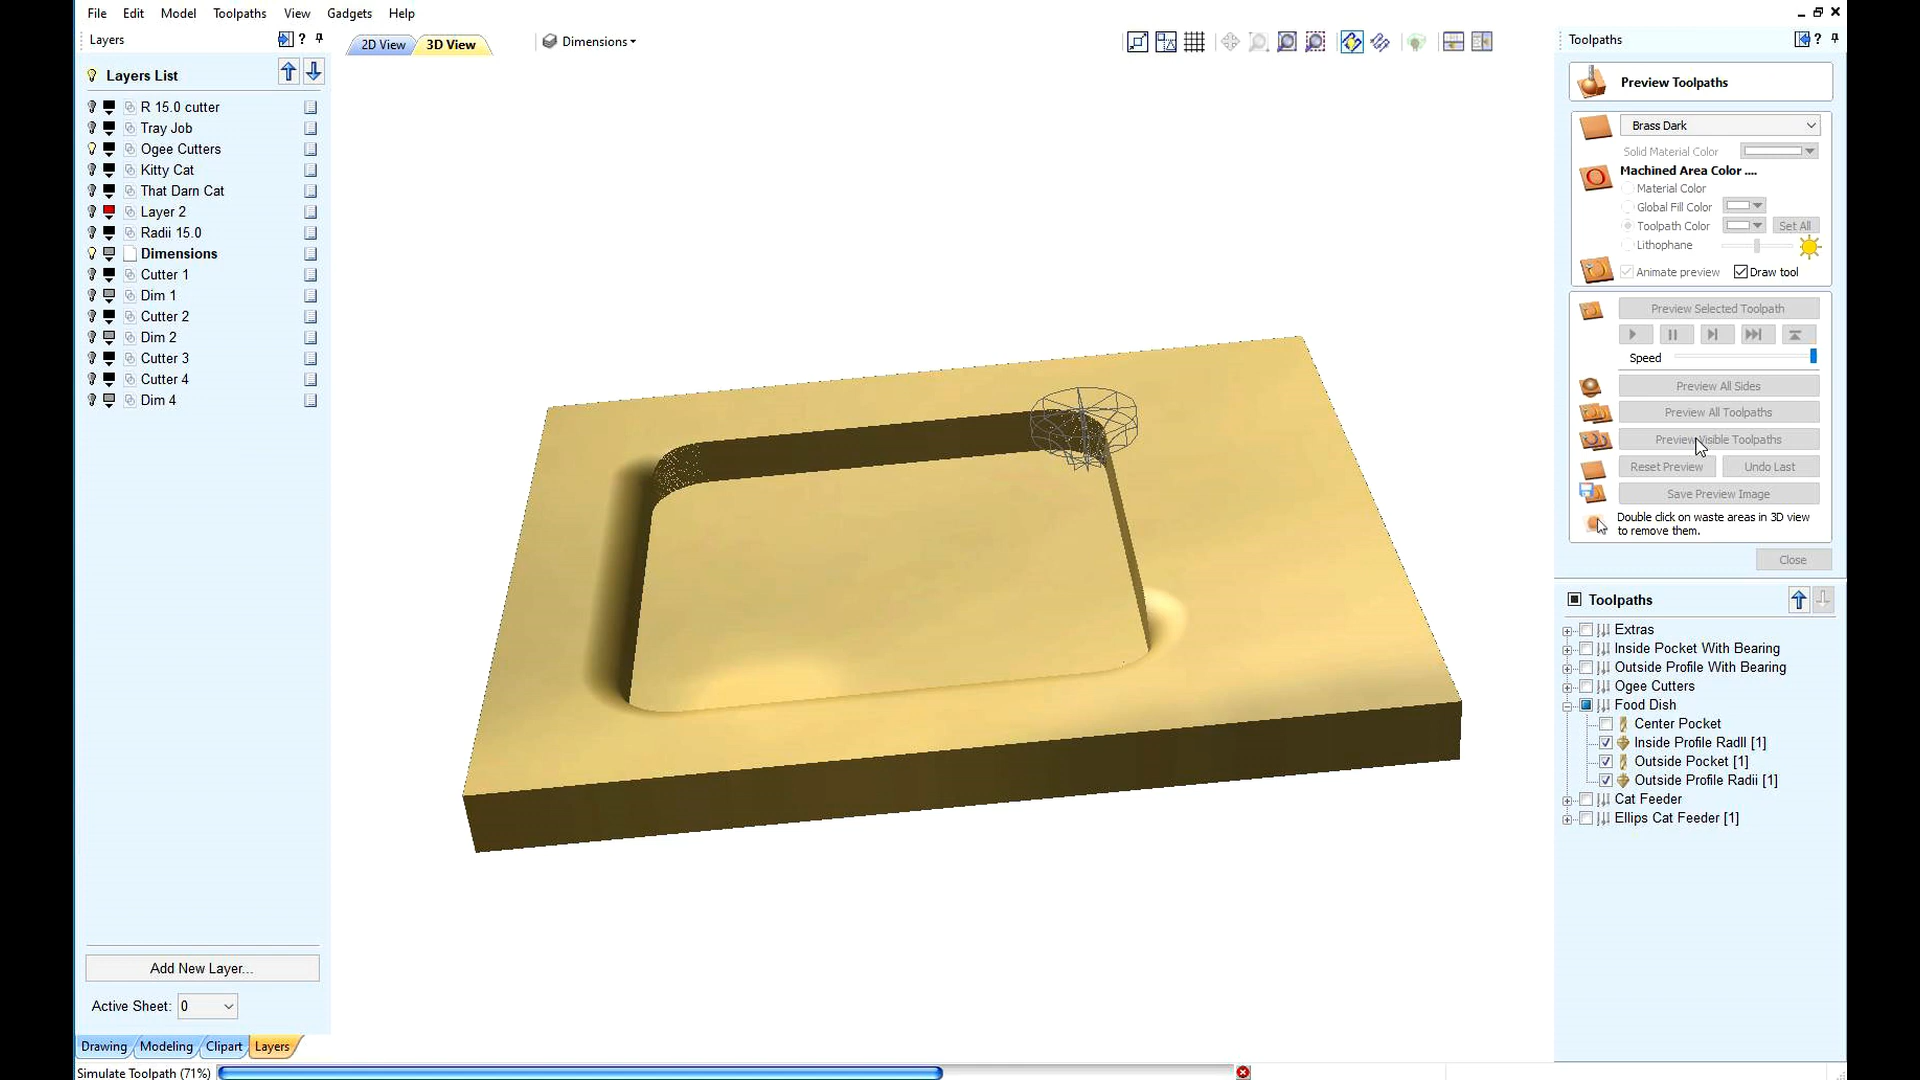 File Edit Model Toolpaths View Gadgets Help
Layers
2D View
3D View
Dimensions
Toolpaths
Layers List
R 15.0 cutter
Tray Job
Ogee Cutters
Kitty Cat
That Darn Cat
Layer 2
Radii 15.0
Dimensions
Cutter 1
Dim 1
Cutter 2
Dim 2
Cutter 3
Cutter 4
Dim 4
Add New Layer...
Active Sheet: 0
Drawing Modeling Clipart Layers
Simulate Toolpath (71%)
Preview Toolpaths
Brass Dark
Solid Material Color
Machined Area Color ....
Material Color
Global Fill Color
Toolpath Color Set All
Lithophane
Animate preview Draw tool
Preview Selected Toolpath
Speed
Preview All Sides
Preview All Toolpaths
Preview Visible Toolpaths
Reset Preview Undo Last
Save Preview Image
Double click on waste areas in 3D view
to remove them.
Close
Toolpaths
Extras
Inside Pocket With Bearing
Outside Profile With Bearing
Ogee Cutters
Food Dish
Center Pocket
Inside Profile RadII [1]
Outside Pocket [1]
Outside Profile Radii [1]
Cat Feeder
Ellips Cat Feeder [1]